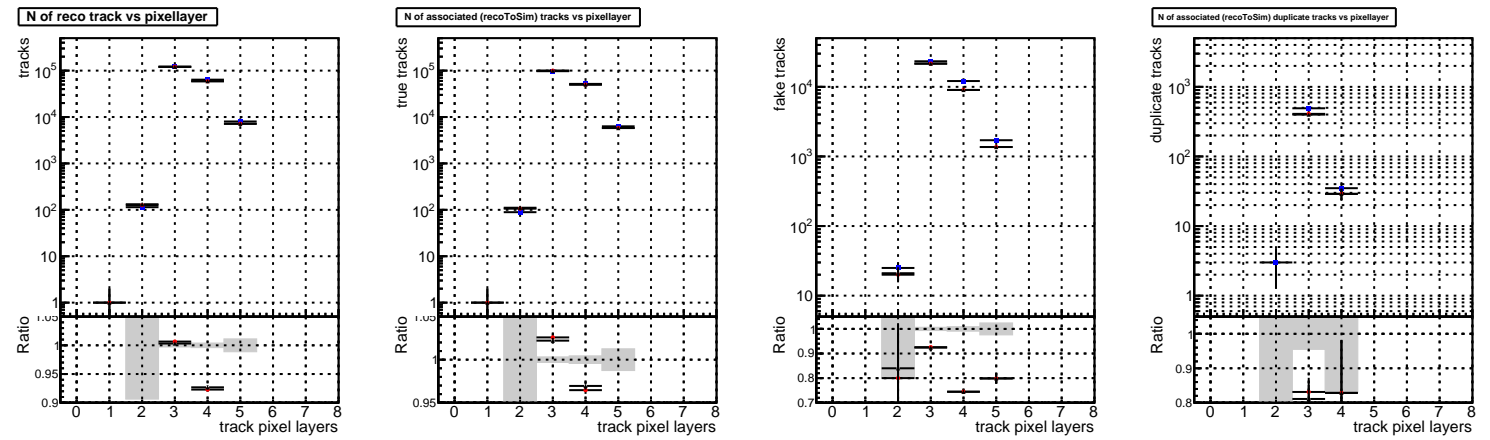 N of reco track vs pixellayer
tracks
10^5
10^4
10^3
10^2
10
1
Ratio
1.05
1
0.95
0.9
0 1 2 3 4 5 6 7 8
track pixel layers
N of associated (recoToSim) tracks vs pixellayer
true tracks
10^5
10^4
10^3
10^2
10
1
Ratio
1.05
1
0.95
0 1 2 3 4 5 6 7 8
track pixel layers
fake tracks
10^4
10^3
10^2
10
Ratio
1
0.9
0.8
0.7
0 1 2 3 4 5 6 7 8
track pixel layers
N of associated (recoToSim) duplicate tracks vs pixellayer
duplicate tracks
10^3
10^2
10
1
Ratio
1
0.9
0.8
0 1 2 3 4 5 6 7 8
track pixel layers